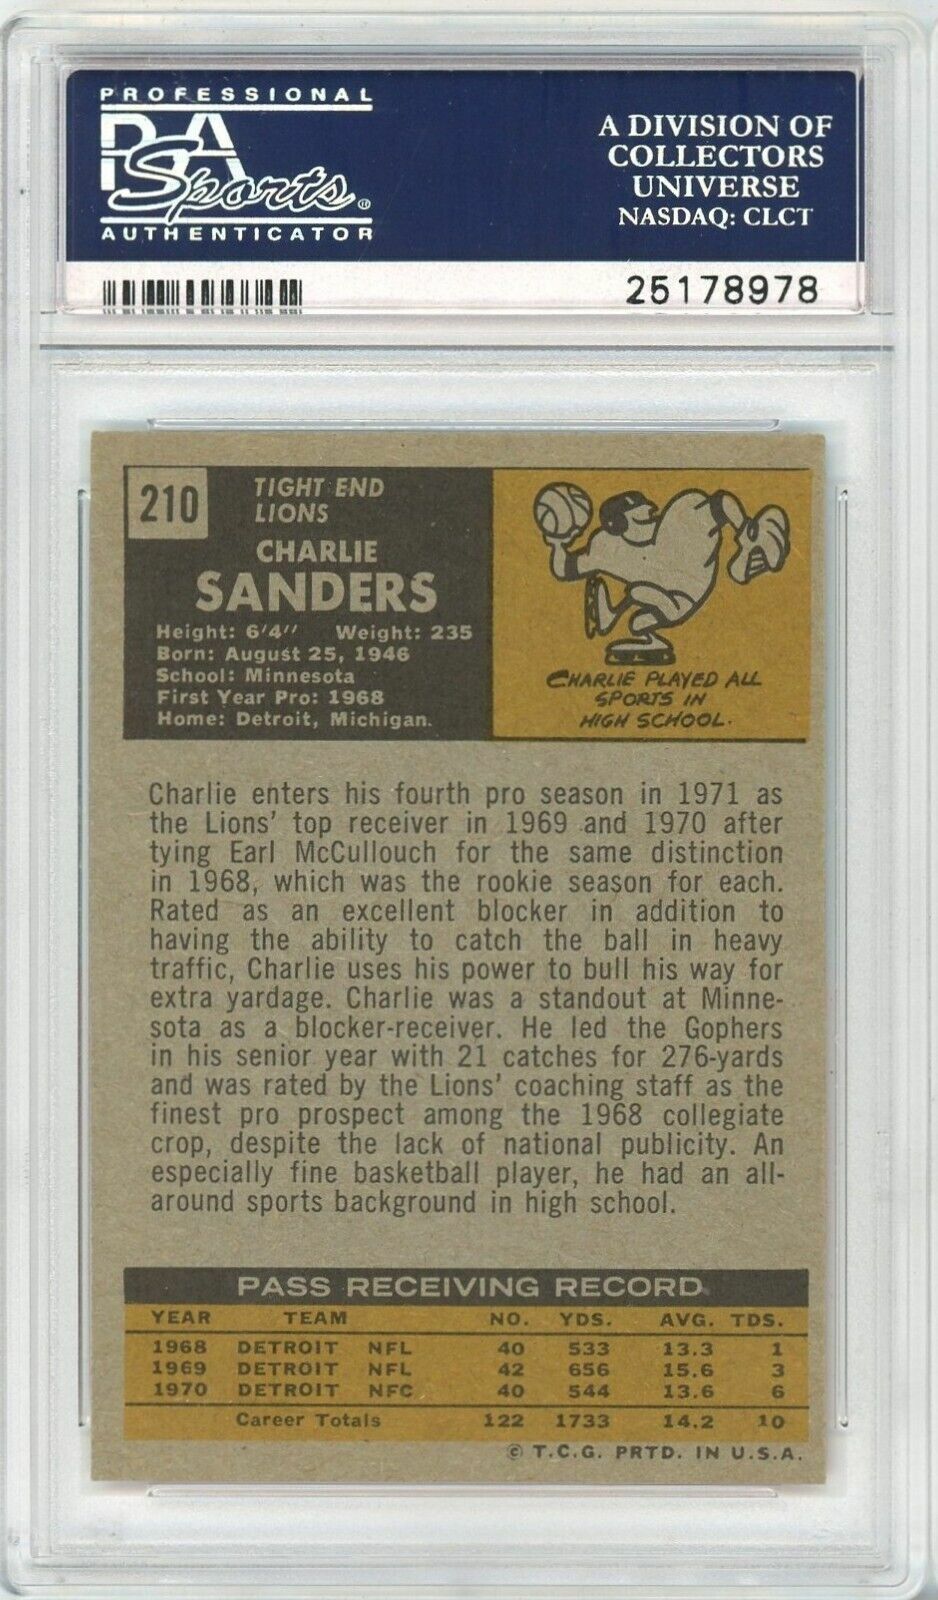 PROFESSIONAL
PSA
Sports®
AUTHENTICATOR
A DIVISION OF
COLLECTORS
UNIVERSE
NASDAQ: CLCT
25178978
210
TIGHT END
LIONS
CHARLIE
SANDERS
Height: 6'4" Weight: 235
Born: August 25, 1946
School: Minnesota
First Year Pro: 1968
Home: Detroit, Michigan.
CHARLIE PLAYED ALL
SPORTS IN
HIGH SCHOOL.
Charlie enters his fourth pro season in 1971 as
the Lions' top receiver in 1969 and 1970 after
tying Earl McCullouch for the same distinction
in 1968, which was the rookie season for each.
Rated as an excellent blocker in addition to
having the ability to catch the ball in heavy
traffic, Charlie uses his power to bull his way for
extra yardage. Charlie was a standout at Minne-
sota as a blocker-receiver. He led the Gophers
in his senior year with 21 catches for 276-yards
and was rated by the Lions' coaching staff as the
finest pro prospect among the 1968 collegiate
crop, despite the lack of national publicity. An
especially fine basketball player, he had an all-
around sports background in high school.
PASS RECEIVING RECORD
YEAR TEAM NO. YDS. AVG. TDS.
1968 DETROIT NFL 40 533 13.3 1
1969 DETROIT NFL 42 656 15.6 3
1970 DETROIT NFC 40 544 13.6 6
Career Totals 122 1733 14.2 10
© T.C.G. PRTD. IN U.S.A.